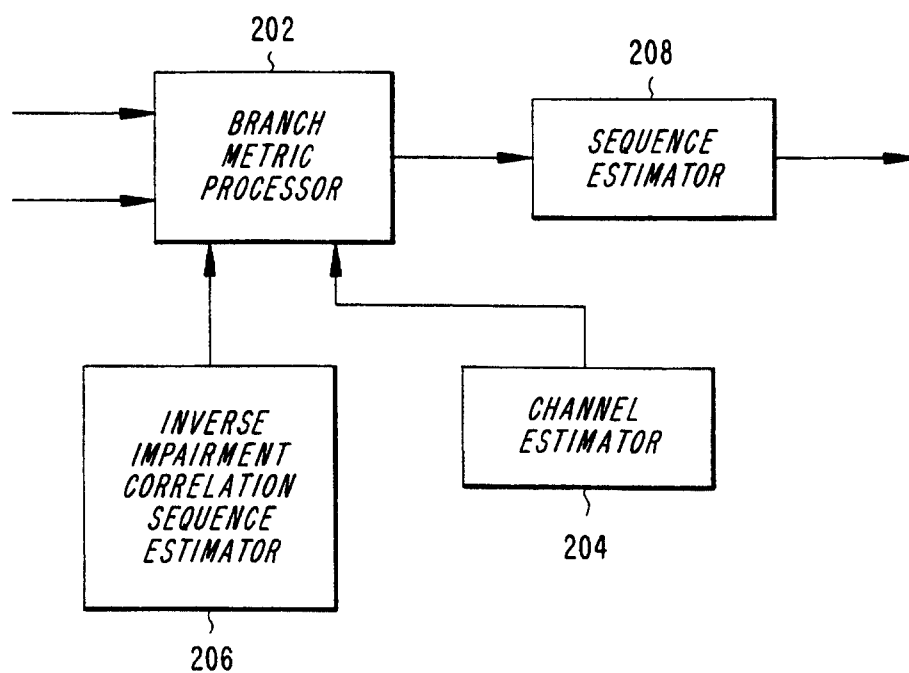 202
BRANCH
METRIC
PROCESSOR
208
SEQUENCE
ESTIMATOR
INVERSE
IMPAIRMENT
CORRELATION
SEQUENCE
ESTIMATOR
206
CHANNEL
ESTIMATOR
204